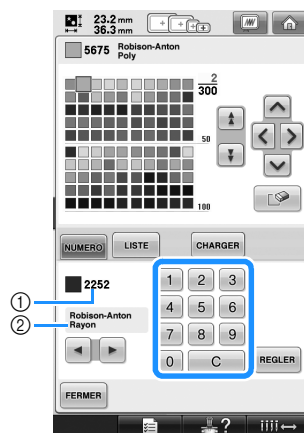 23.2 mm
36.3 mm
5675 Robison-Anton
Poly
2
300
50
100
NUMERO
LISTE
CHARGER
① 2252
② Robison-Anton
Rayon
1 2 3
4 5 6
7 8 9
0 C
REGLER
FERMER
?